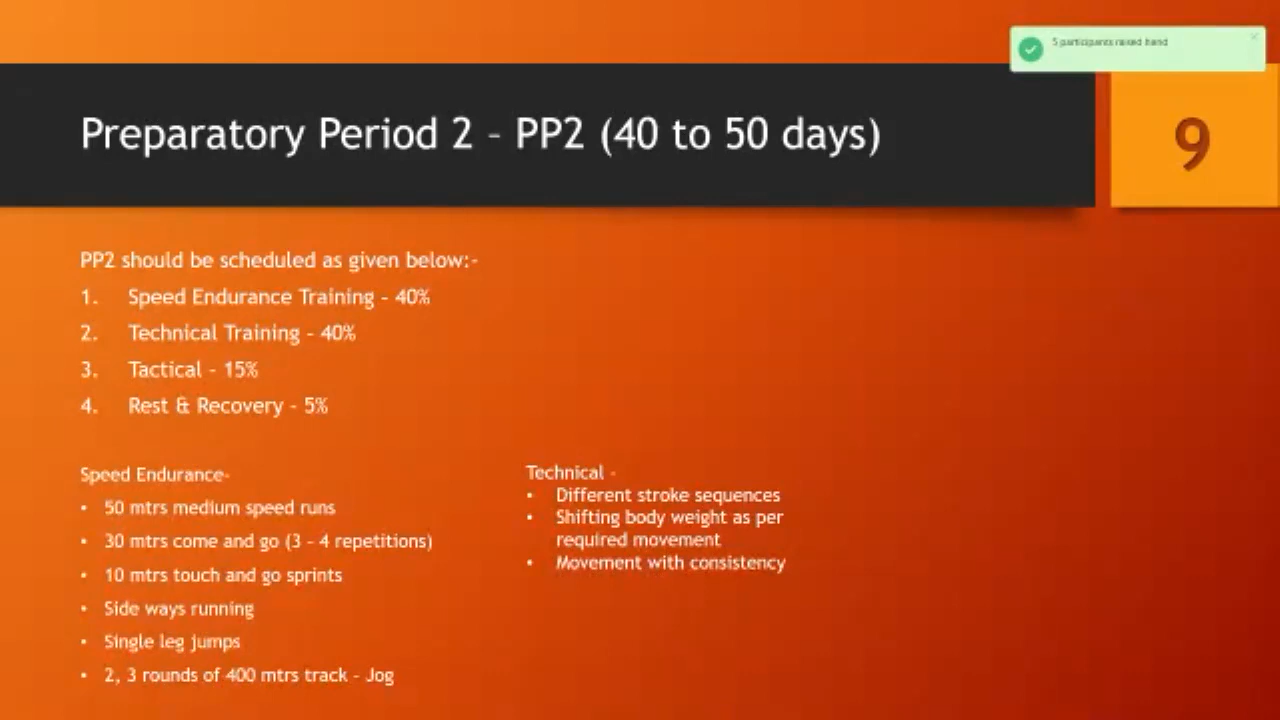 5 participants raised hand
Preparatory Period 2 - PP2 (40 to 50 days)
9
PP2 should be scheduled as given below:-
1. Speed Endurance Training - 40%
2. Technical Training - 40%
3. Tactical - 15%
4. Rest & Recovery - 5%
Speed Endurance-
• 50 mtrs medium speed runs
• 30 mtrs come and go (3 - 4 repetitions)
• 10 mtrs touch and go sprints
• Side ways running
• Single leg jumps
• 2, 3 rounds of 400 mtrs track - Jog
Technical -
• Different stroke sequences
• Shifting body weight as per
required movement
• Movement with consistency